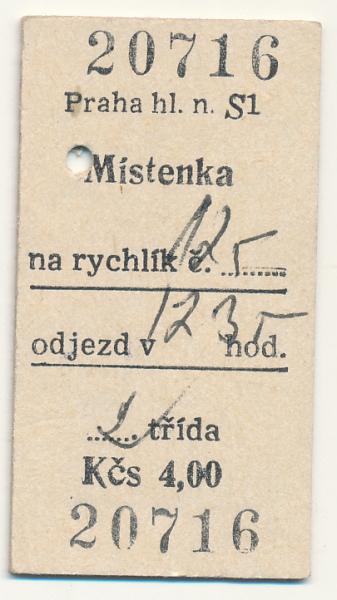 20716
Praha hl. n. S1
Místenka
na rychlík č. 125
odjezd v 1235 hod.
2 třída
Kčs 4,00
20716